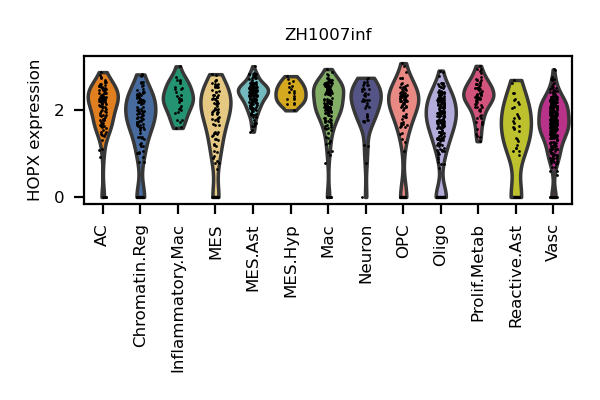 ZH1007inf
HOPX expression
2
0
AC
Chromatin.Reg
Inflammatory.Mac
MES
MES.Ast
MES.Hyp
Mac
Neuron
OPC
Oligo
Prolif.Metab
Reactive.Ast
Vasc